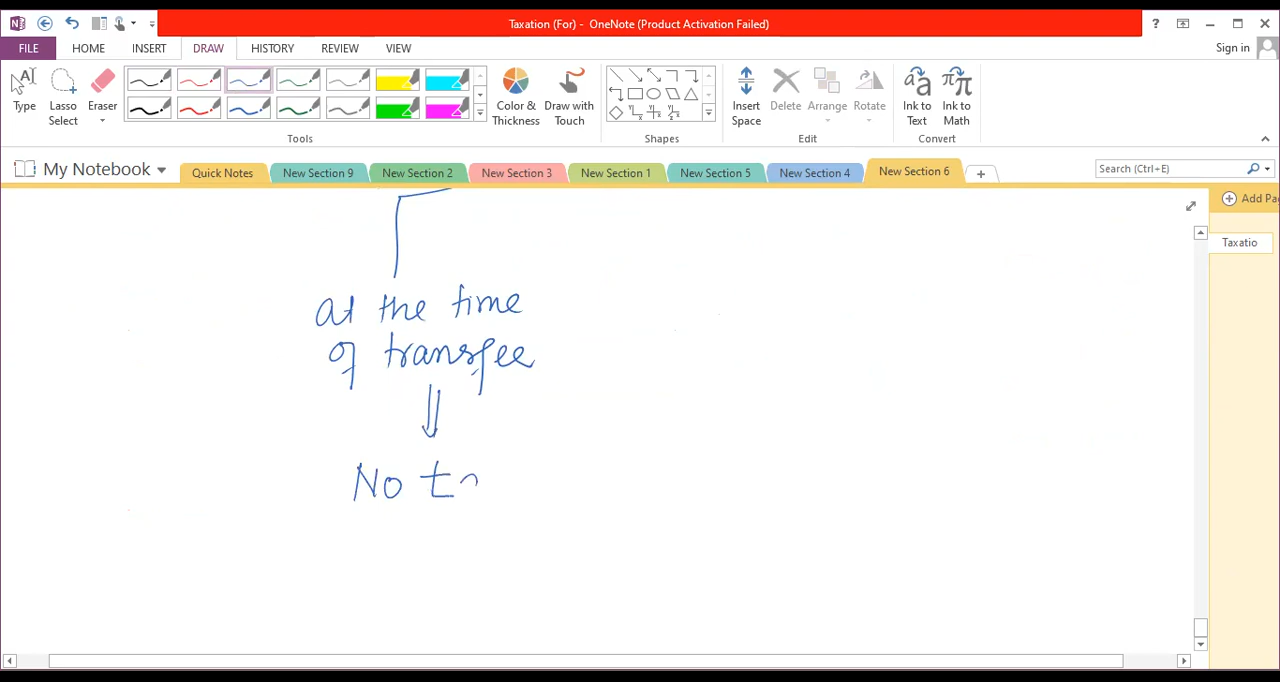 Taxation (For) - OneNote (Product Activation Failed)
?
Sign in
FILE HOME INSERT DRAW HISTORY REVIEW VIEW
Type
Lasso Select
Eraser
Color & Thickness
Draw with Touch
Insert Space
Delete
Arrange
Rotate
Ink to Text
Ink to Math
Tools
Shapes
Edit
Convert
My Notebook
Quick Notes New Section 9 New Section 2 New Section 3 New Section 1 New Section 5 New Section 4 New Section 6
Search (Ctrl+E)
Add Pag
Taxatio
at the time
of transfee
No t